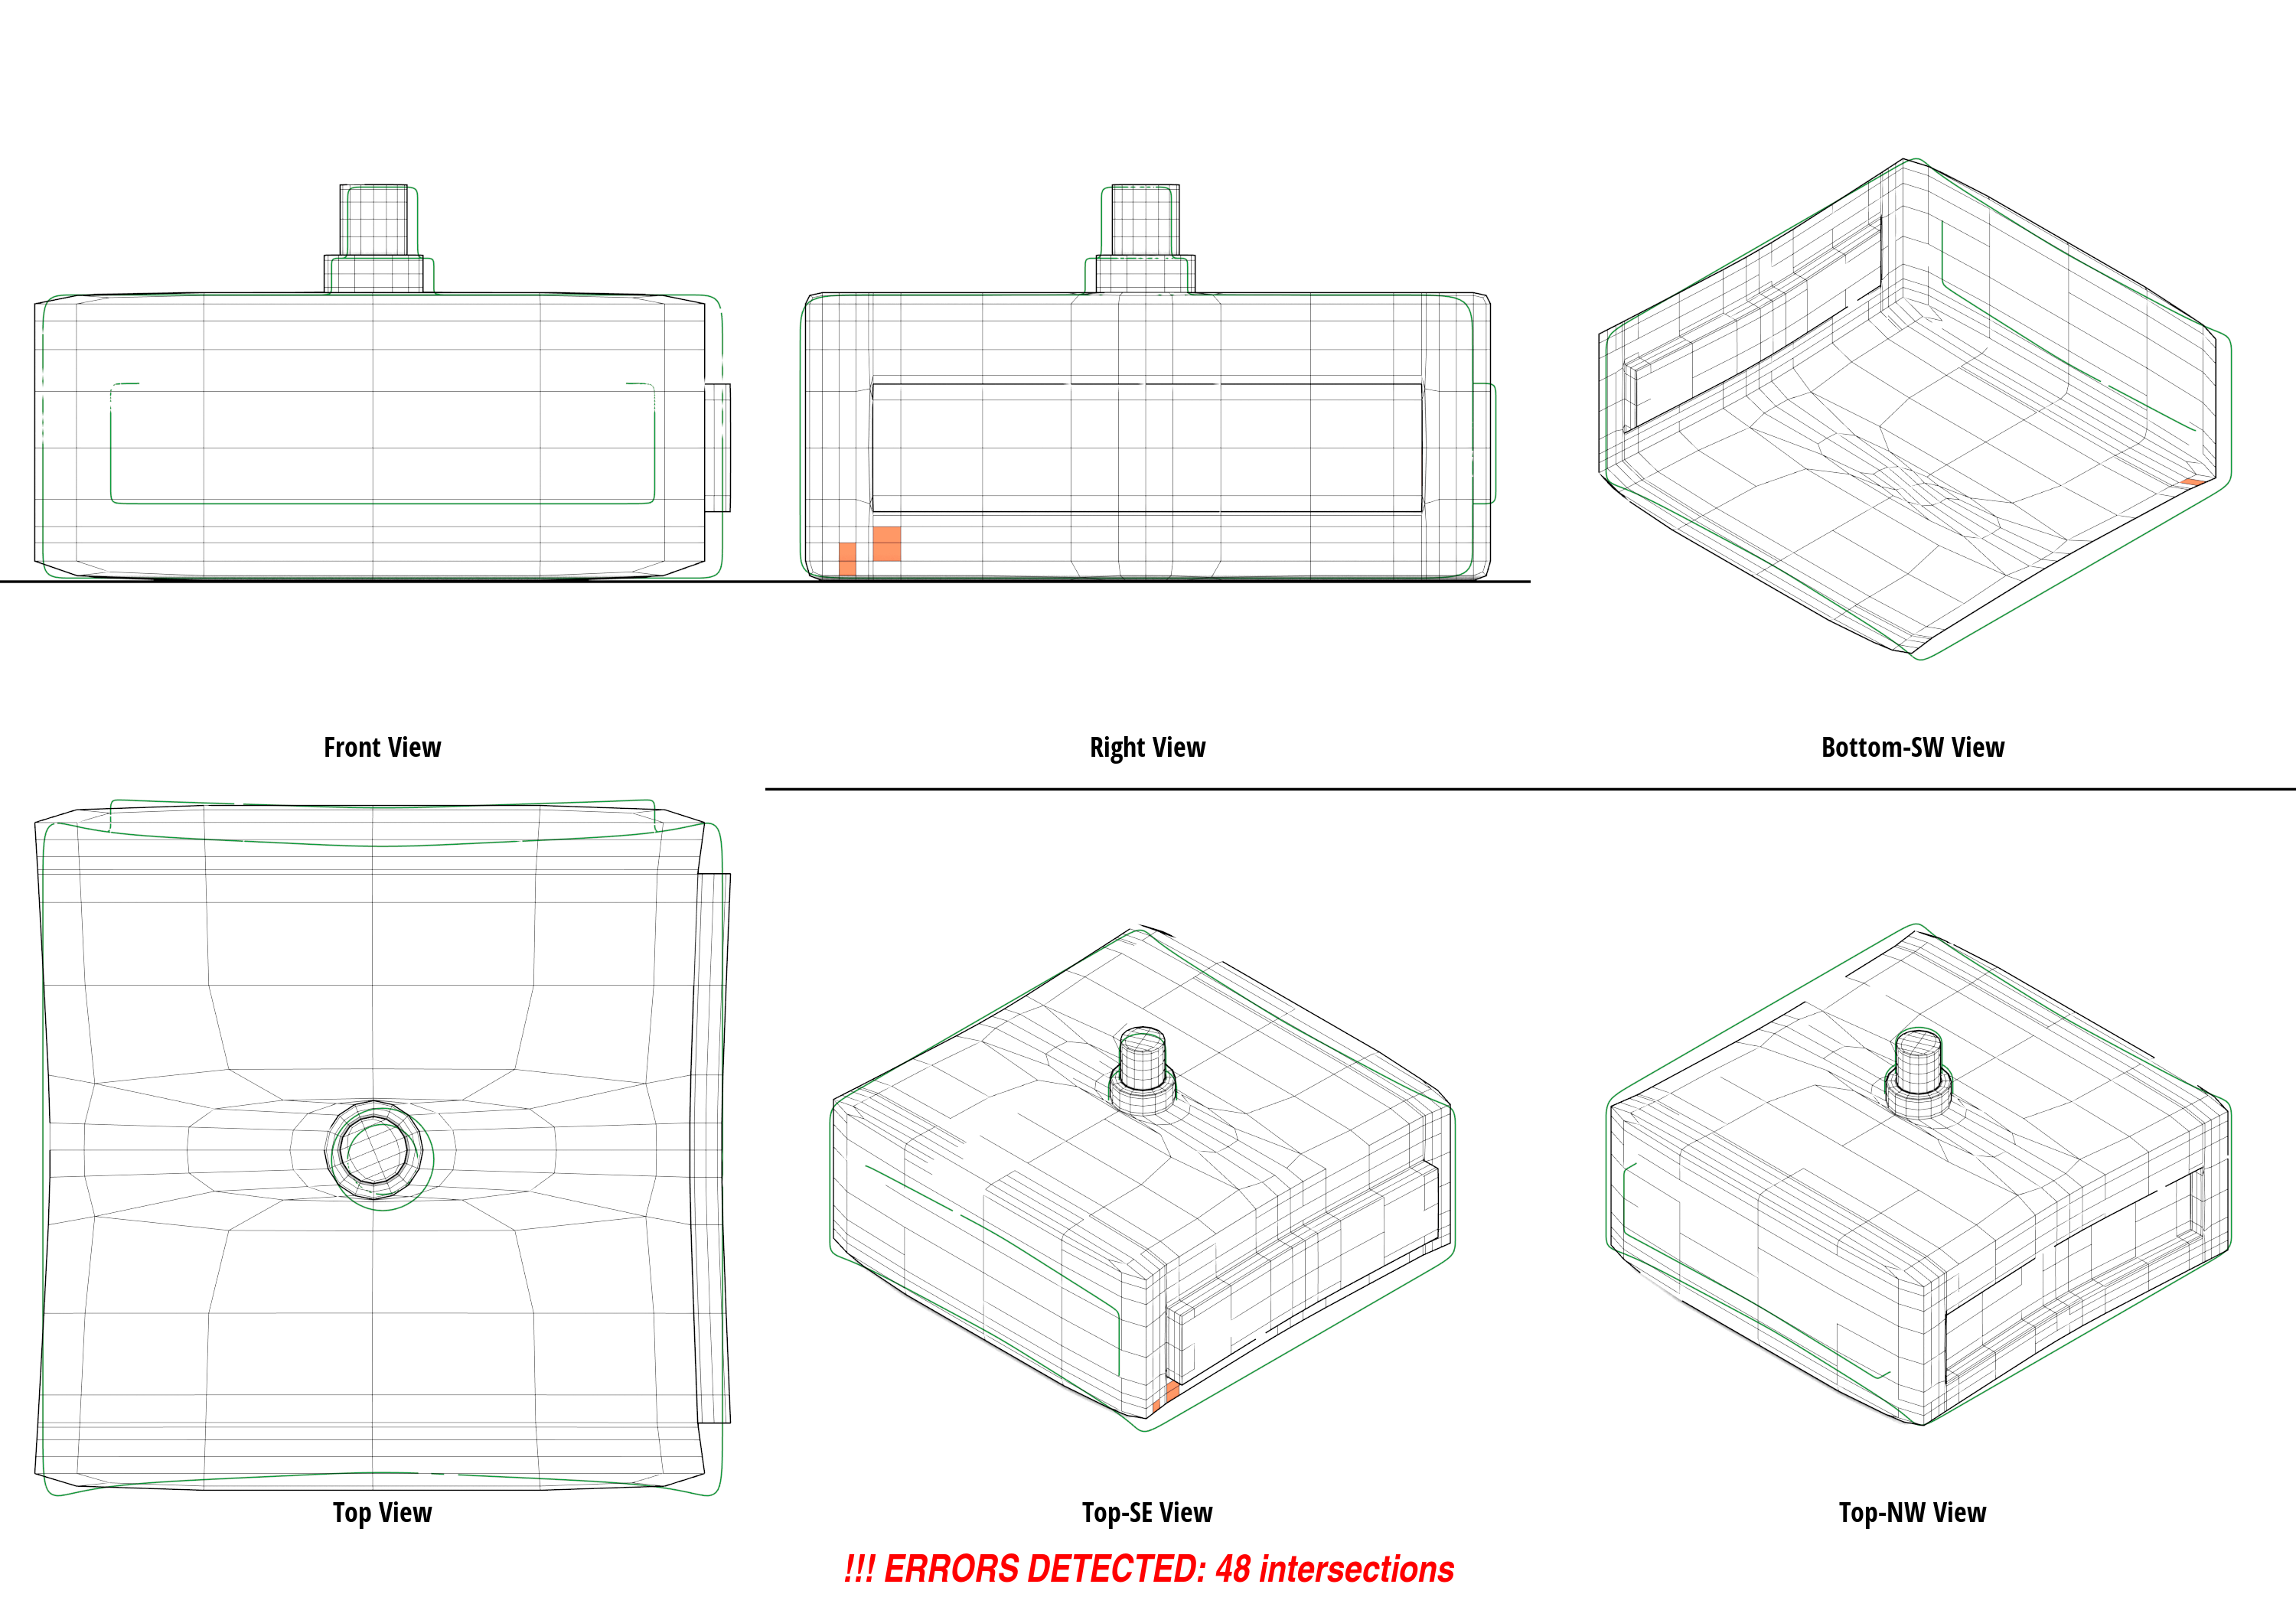 Front View
Right View
Bottom-SW View
Top View
Top-SE View
Top-NW View
!!! ERRORS DETECTED: 48 intersections